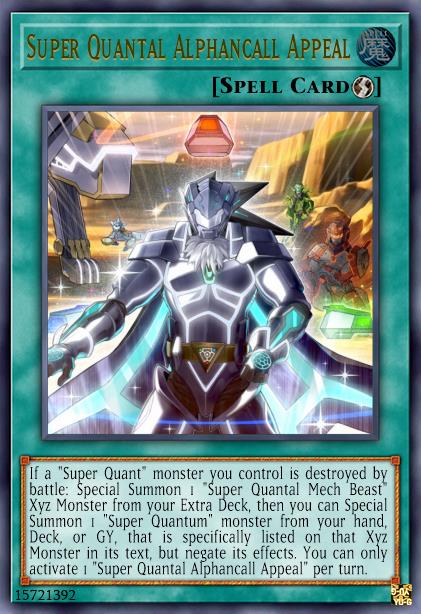 Super Quantal Alphancall Appeal
[Spell Card]
If a "Super Quant" monster you control is destroyed by
battle: Special Summon 1 "Super Quantal Mech Beast"
Xyz Monster from your Extra Deck, then you can Special
Summon 1 "Super Quantum" monster from your hand,
Deck, or GY, that is specifically listed on that Xyz
Monster in its text, but negate its effects. You can only
activate 1 "Super Quantal Alphancall Appeal" per turn.
15721392